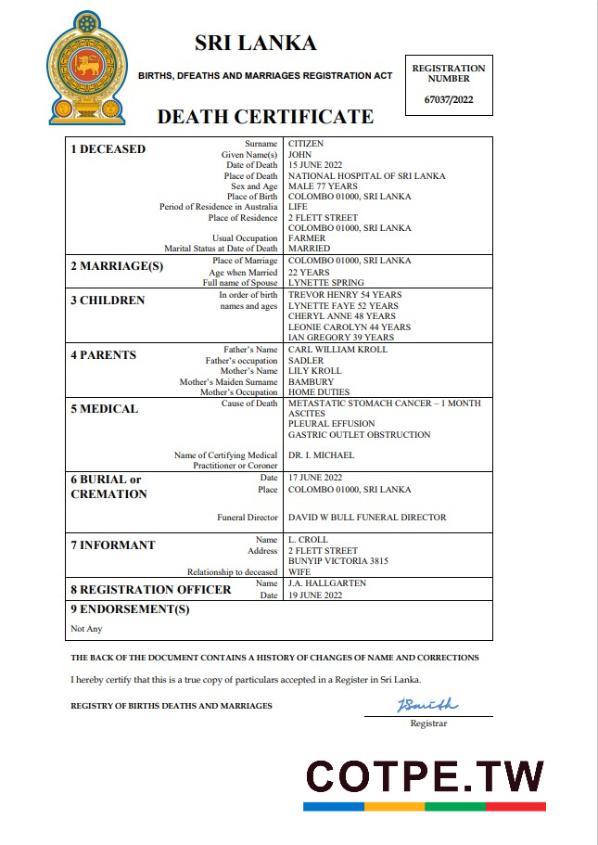 SRI LANKA
BIRTHS, DFEATHS AND MARRIAGES REGISTRATION ACT
REGISTRATION
NUMBER
67037/2022
DEATH CERTIFICATE
1 DECEASED
Surname CITIZEN
Given Name(s) JOHN
Date of Death 15 JUNE 2022
Place of Death NATIONAL HOSPITAL OF SRI LANKA
Sex and Age MALE 77 YEARS
Place of Birth COLOMBO 01000, SRI LANKA
Period of Residence in Australia LIFE
Place of Residence 2 FLETT STREET
COLOMBO 01000, SRI LANKA
Usual Occupation FARMER
Marital Status at Date of Death MARRIED
2 MARRIAGE(S)
Place of Marriage COLOMBO 01000, SRI LANKA
Age when Married 22 YEARS
Full name of Spouse LYNETTE SPRING
3 CHILDREN
In order of birth TREVOR HENRY 54 YEARS
names and ages LYNETTE FAYE 52 YEARS
CHERYL ANNE 48 YEARS
LEONIE CAROLYN 44 YEARS
IAN GREGORY 39 YEARS
4 PARENTS
Father's Name CARL WILLIAM KROLL
Father's occupation SADLER
Mother's Name LILY KROLL
Mother's Maiden Surname BAMBURY
Mother's Occupation HOME DUTIES
5 MEDICAL
Cause of Death METASTATIC STOMACH CANCER – 1 MONTH
ASCITES
PLEURAL EFFUSION
GASTRIC OUTLET OBSTRUCTION
Name of Certifying Medical DR. I. MICHAEL
Practitioner or Coroner
6 BURIAL or
CREMATION
Date 17 JUNE 2022
Place COLOMBO 01000, SRI LANKA
Funeral Director DAVID W BULL FUNERAL DIRECTOR
7 INFORMANT
Name L. CROLL
Address 2 FLETT STREET
BUNYIP VICTORIA 3815
Relationship to deceased WIFE
8 REGISTRATION OFFICER
Name J.A. HALLGARTEN
Date 19 JUNE 2022
9 ENDORSEMENT(S)
Not Any
THE BACK OF THE DOCUMENT CONTAINS A HISTORY OF CHANGES OF NAME AND CORRECTIONS
I hereby certify that this is a true copy of particulars accepted in a Register in Sri Lanka.
REGISTRY OF BIRTHS DEATHS AND MARRIAGES
JSmith
Registrar
COTPE.TW